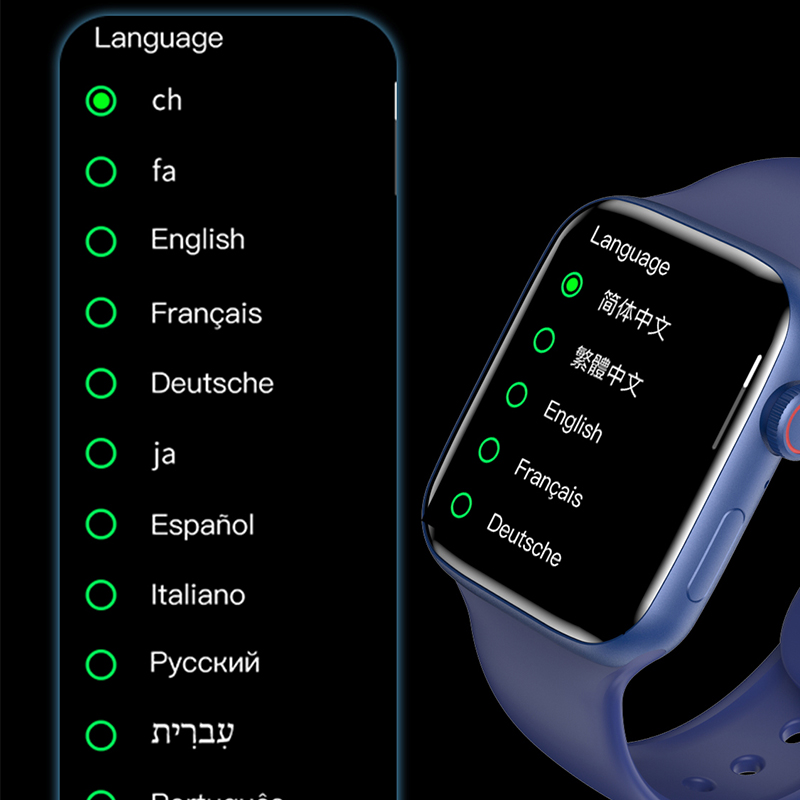 Language
ch
fa
English
Français
Deutsche
ja
Español
Italiano
Русский
עִבְרִית
Português
Language
简体中文
繁體中文
English
Français
Deutsche